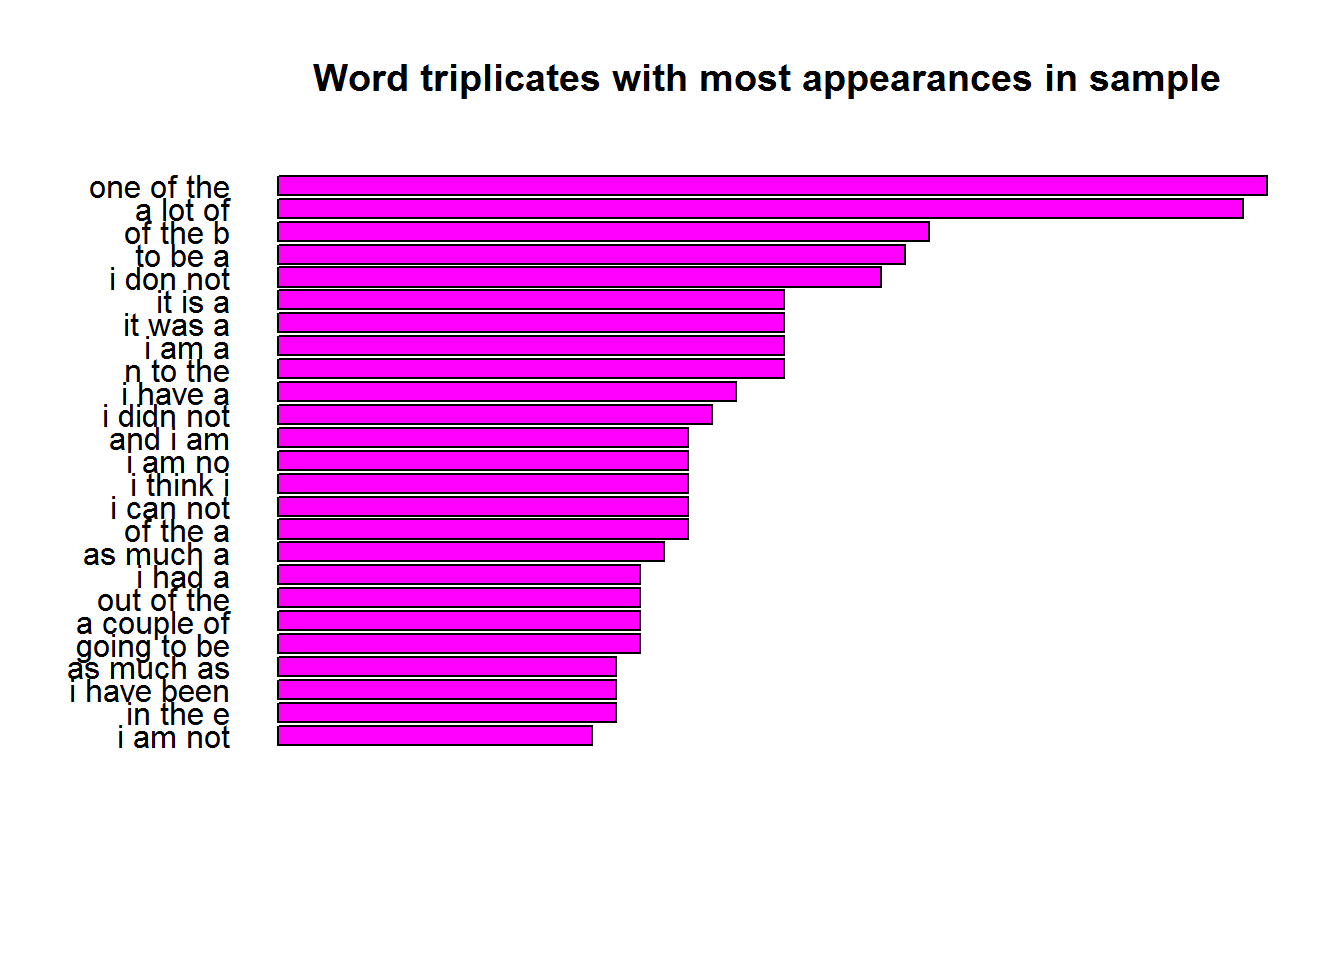 Word triplicates with most appearances in sample
one of the
a lot of
of the b
to be a
i don not
it is a
it was a
i am a
n to the
i have a
i didn not
and i am
i am no
i think i
i can not
of the a
as much a
i had a
out of the
a couple of
going to be
as much as
i have been
in the e
i am not